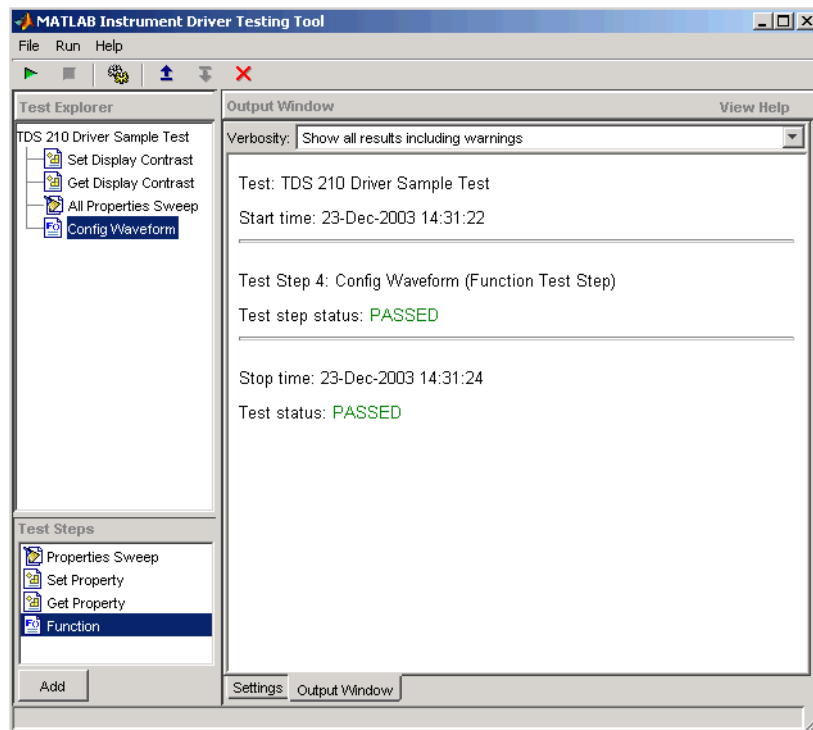 MATLAB Instrument Driver Testing Tool
File Run Help
Test Explorer
TDS 210 Driver Sample Test
Set Display Contrast
Get Display Contrast
All Properties Sweep
Config Waveform
Test Steps
Properties Sweep
Set Property
Get Property
Function
Add
Output Window View Help
Verbosity: Show all results including warnings
Test: TDS 210 Driver Sample Test
Start time: 23-Dec-2003 14:31:22
Test Step 4: Config Waveform (Function Test Step)
Test step status: PASSED
Stop time: 23-Dec-2003 14:31:24
Test status: PASSED
Settings Output Window